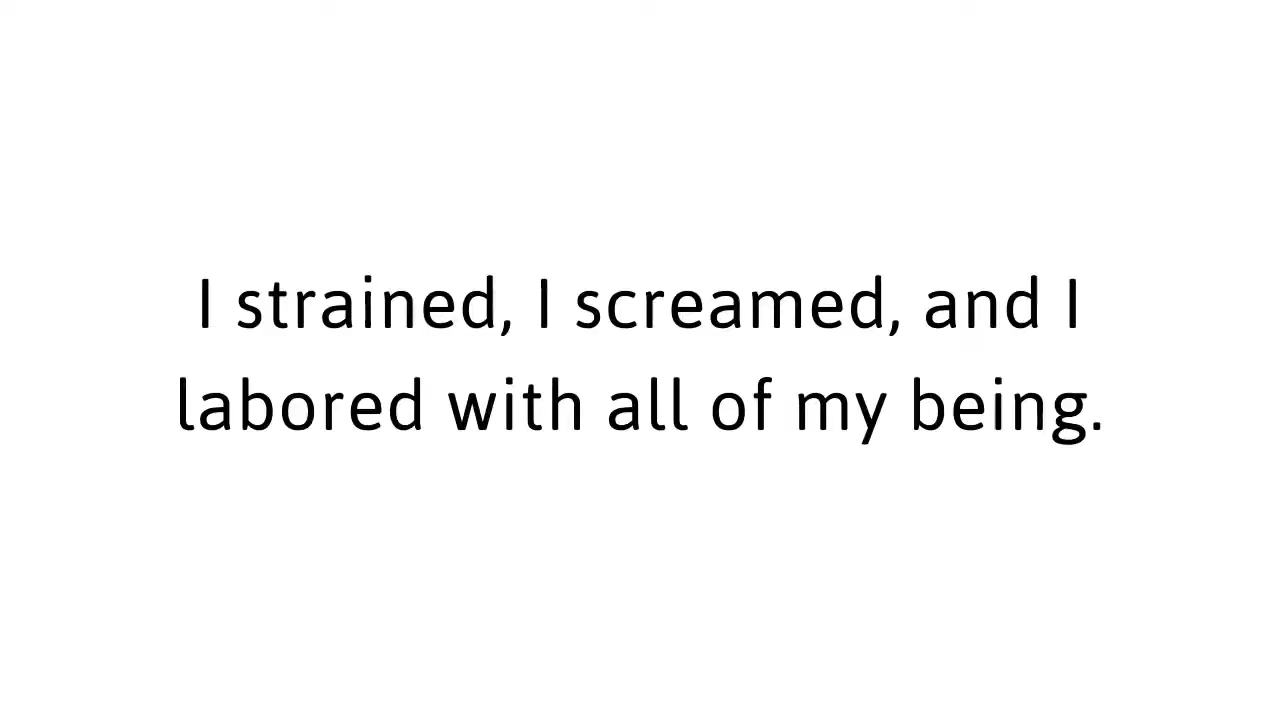 I strained, I screamed, and I
labored with all of my being.